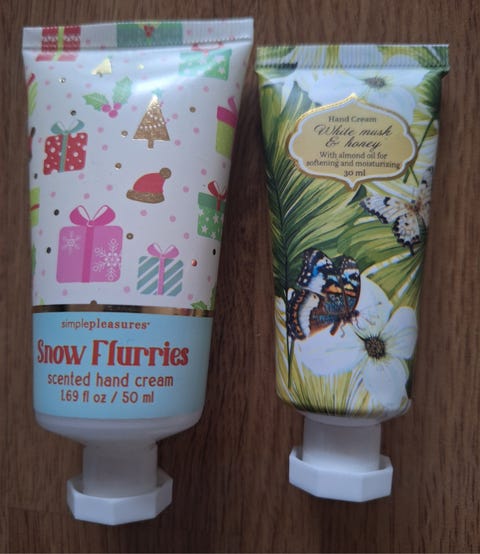 simplepleasures®
Snow Flurries
scented hand cream
1.69 fl oz / 50 ml
Hand Cream
White musk
& honey
With almond oil for
softening and moisturizing
30 ml